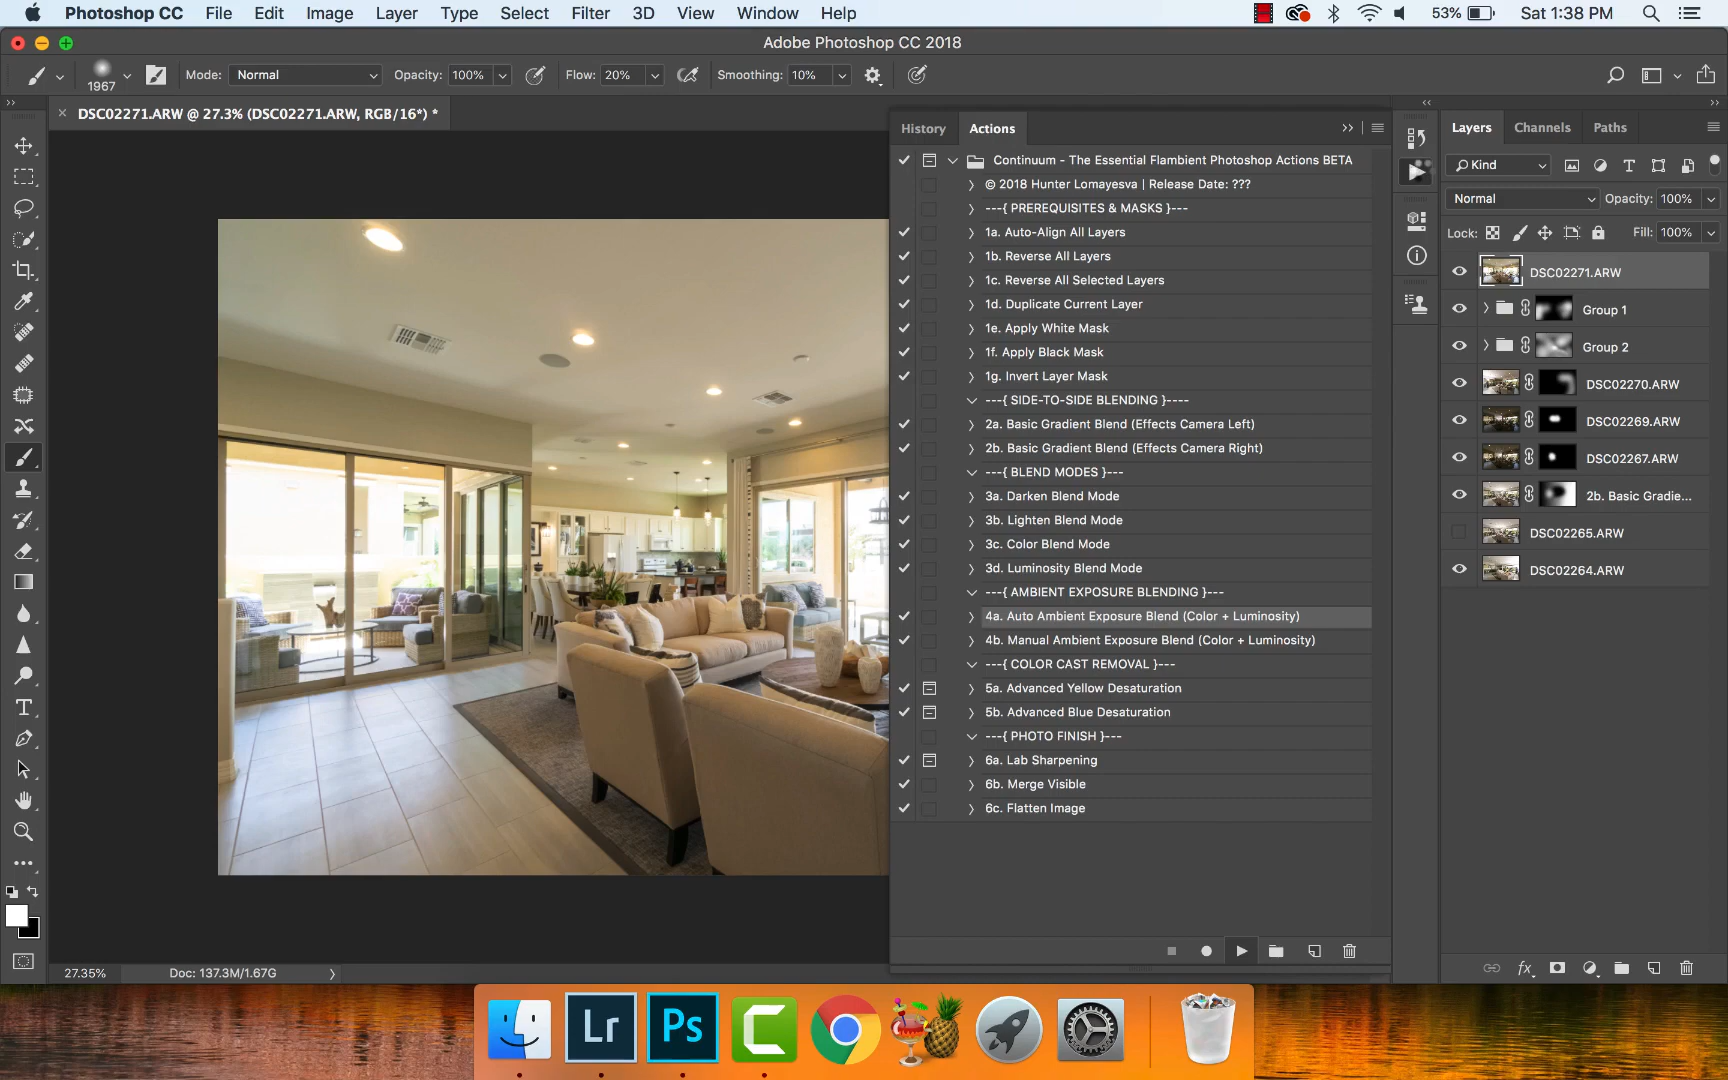 Photoshop CC File Edit Image Layer Type Select Filter 3D View Window Help 53% Sat 1:38 PM
Adobe Photoshop CC 2018
1967 Mode: Normal Opacity: 100% Flow: 20% Smoothing: 10%
DSC02271.ARW @ 27.3% (DSC02271.ARW, RGB/16*) *
History Actions
Continuum - The Essential Flambient Photoshop Actions BETA
© 2018 Hunter Lomayesva | Release Date: ???
---{ PREREQUISITES & MASKS }---
1a. Auto-Align All Layers
1b. Reverse All Layers
1c. Reverse All Selected Layers
1d. Duplicate Current Layer
1e. Apply White Mask
1f. Apply Black Mask
1g. Invert Layer Mask
---{ SIDE-TO-SIDE BLENDING }----
2a. Basic Gradient Blend (Effects Camera Left)
2b. Basic Gradient Blend (Effects Camera Right)
---{ BLEND MODES }---
3a. Darken Blend Mode
3b. Lighten Blend Mode
3c. Color Blend Mode
3d. Luminosity Blend Mode
---{ AMBIENT EXPOSURE BLENDING }---
4a. Auto Ambient Exposure Blend (Color + Luminosity)
4b. Manual Ambient Exposure Blend (Color + Luminosity)
---{ COLOR CAST REMOVAL }---
5a. Advanced Yellow Desaturation
5b. Advanced Blue Desaturation
---{ PHOTO FINISH }---
6a. Lab Sharpening
6b. Merge Visible
6c. Flatten Image
Layers Channels Paths
Kind
Normal Opacity: 100%
Lock: Fill: 100%
DSC02271.ARW
Group 1
Group 2
DSC02270.ARW
DSC02269.ARW
DSC02267.ARW
2b. Basic Gradie...
DSC02265.ARW
DSC02264.ARW
fx
27.35% Doc: 137.3M/1.67G
Lr Ps